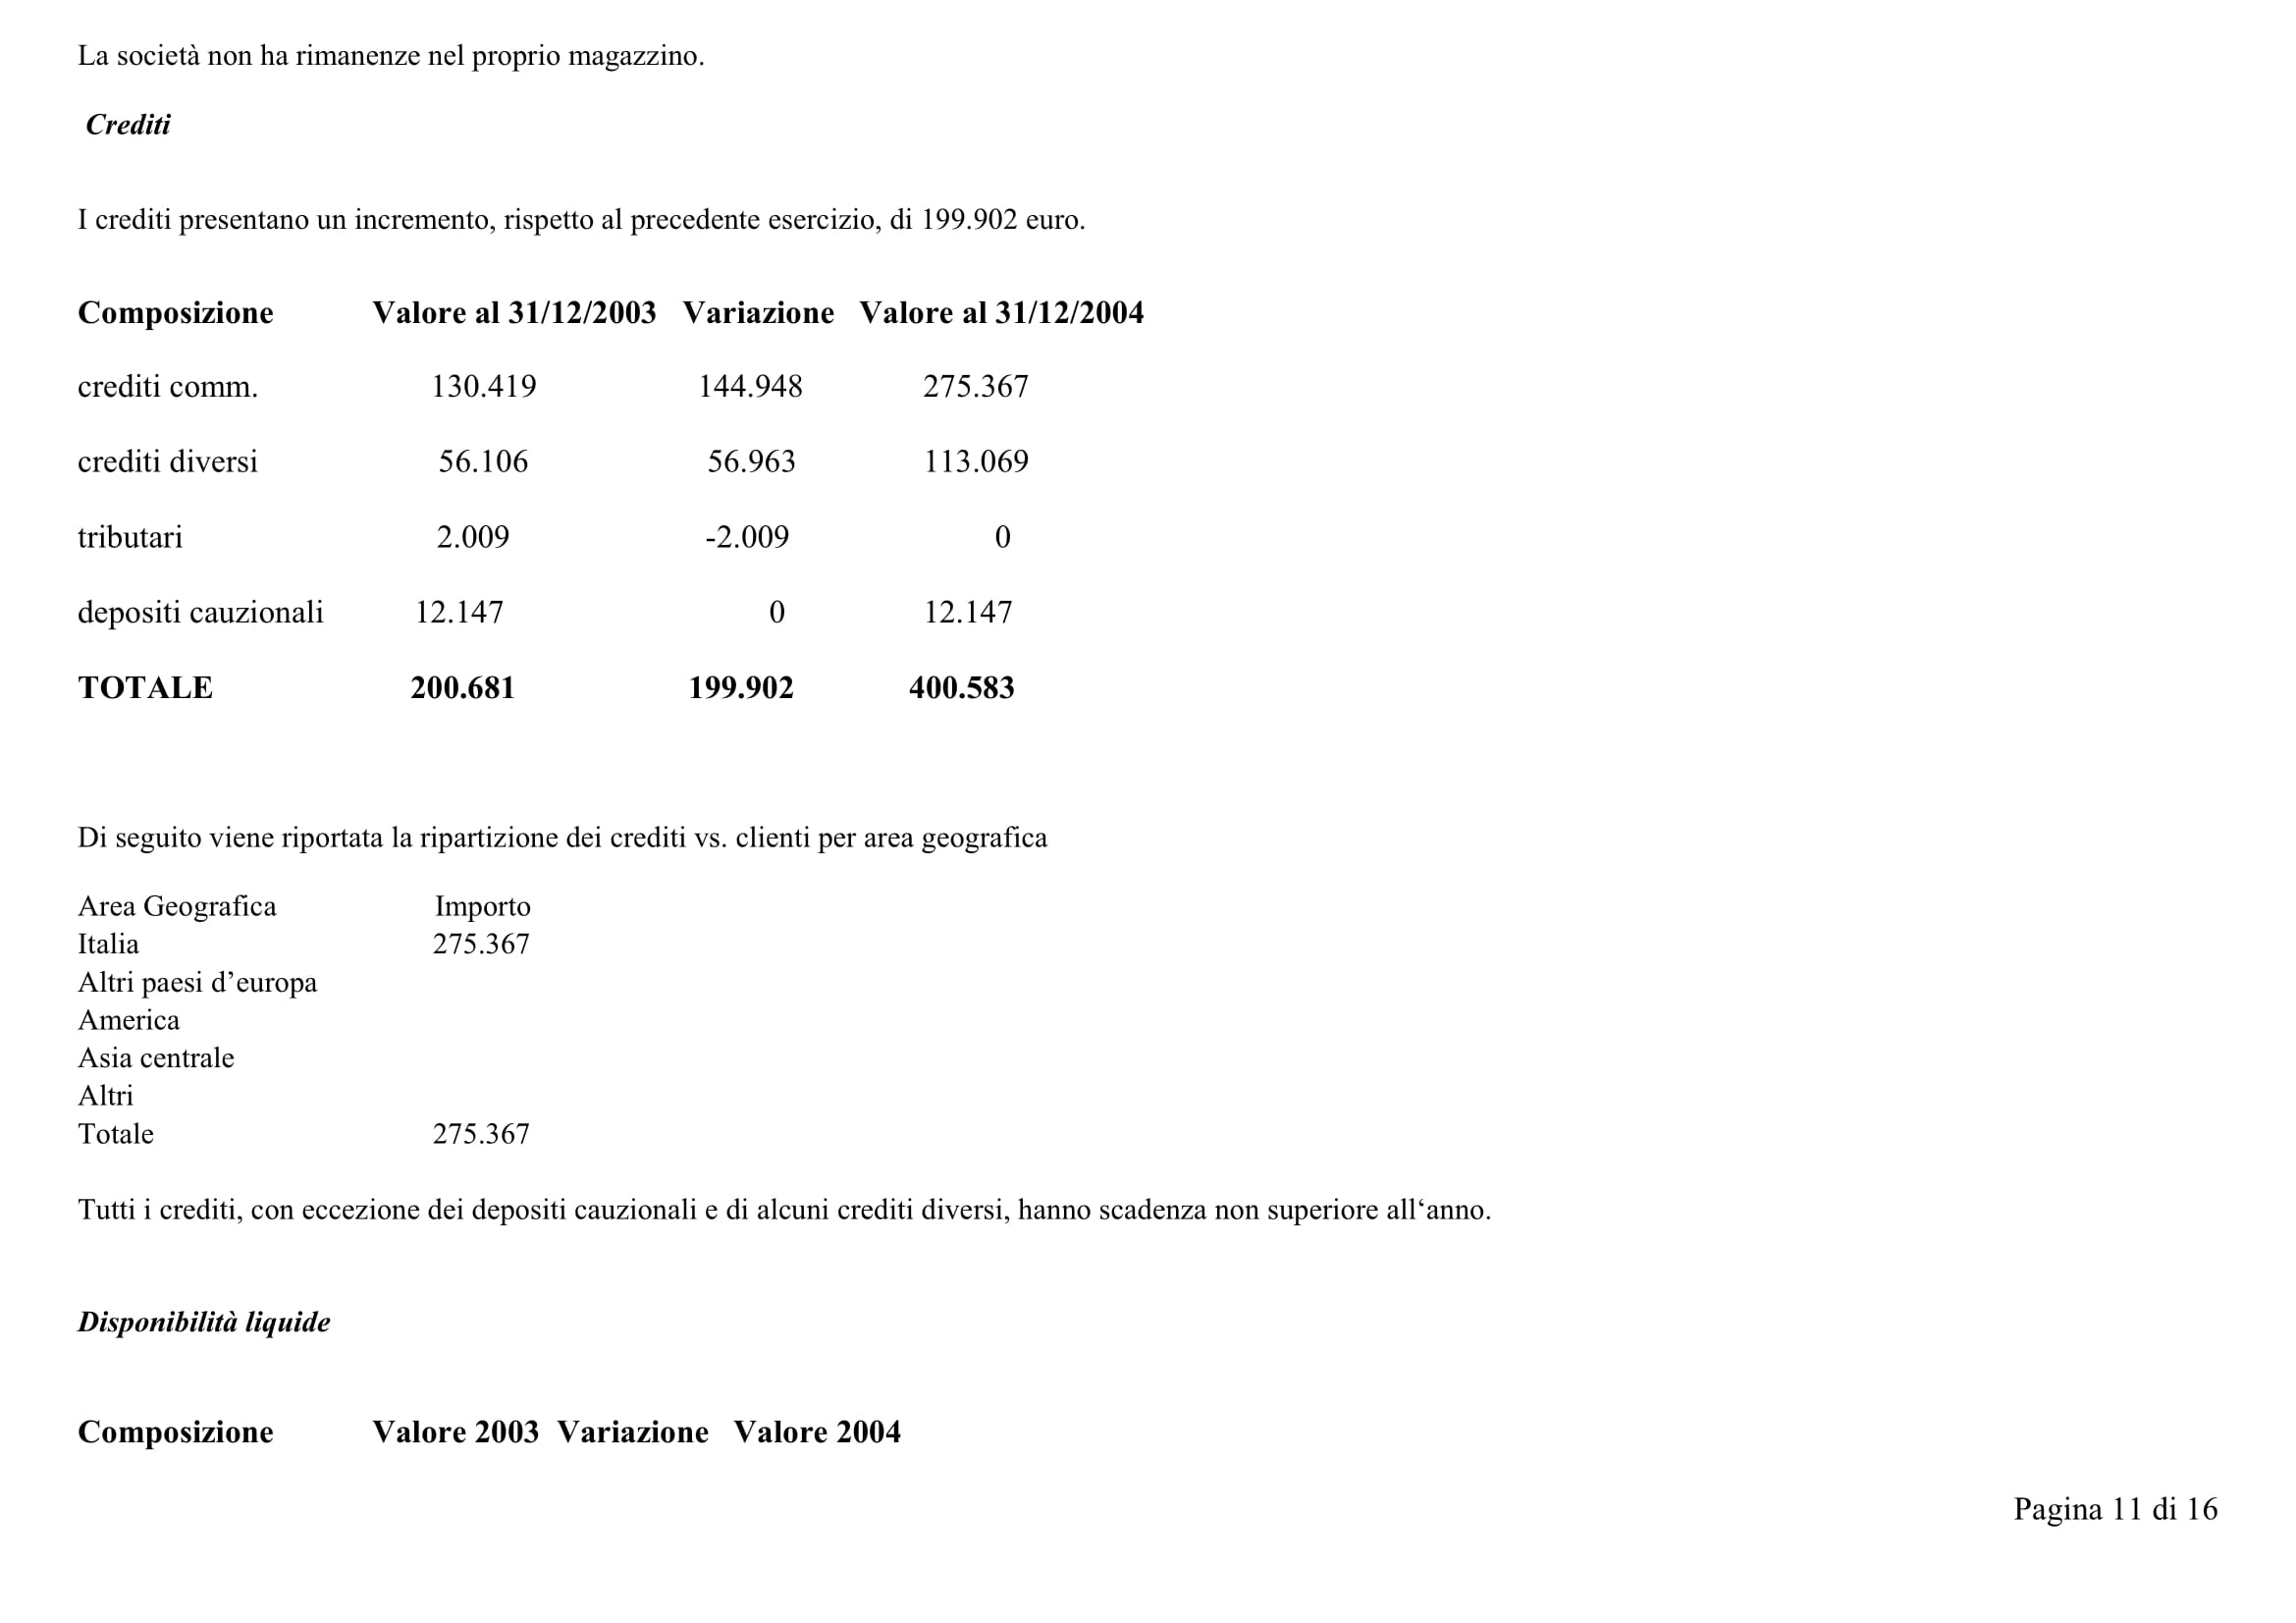 La società non ha rimanenze nel proprio magazzino.
Crediti
I crediti presentano un incremento, rispetto al precedente esercizio, di 199.902 euro.
Composizione Valore al 31/12/2003 Variazione Valore al 31/12/2004
crediti comm. 130.419 144.948 275.367
crediti diversi 56.106 56.963 113.069
tributari 2.009 -2.009 0
depositi cauzionali 12.147 0 12.147
TOTALE 200.681 199.902 400.583
Di seguito viene riportata la ripartizione dei crediti vs. clienti per area geografica
Area Geografica Importo
Italia 275.367
Altri paesi d’europa
America
Asia centrale
Altri
Totale 275.367
Tutti i crediti, con eccezione dei depositi cauzionali e di alcuni crediti diversi, hanno scadenza non superiore all‘anno.
Disponibilità liquide
Composizione Valore 2003 Variazione Valore 2004
Pagina 11 di 16